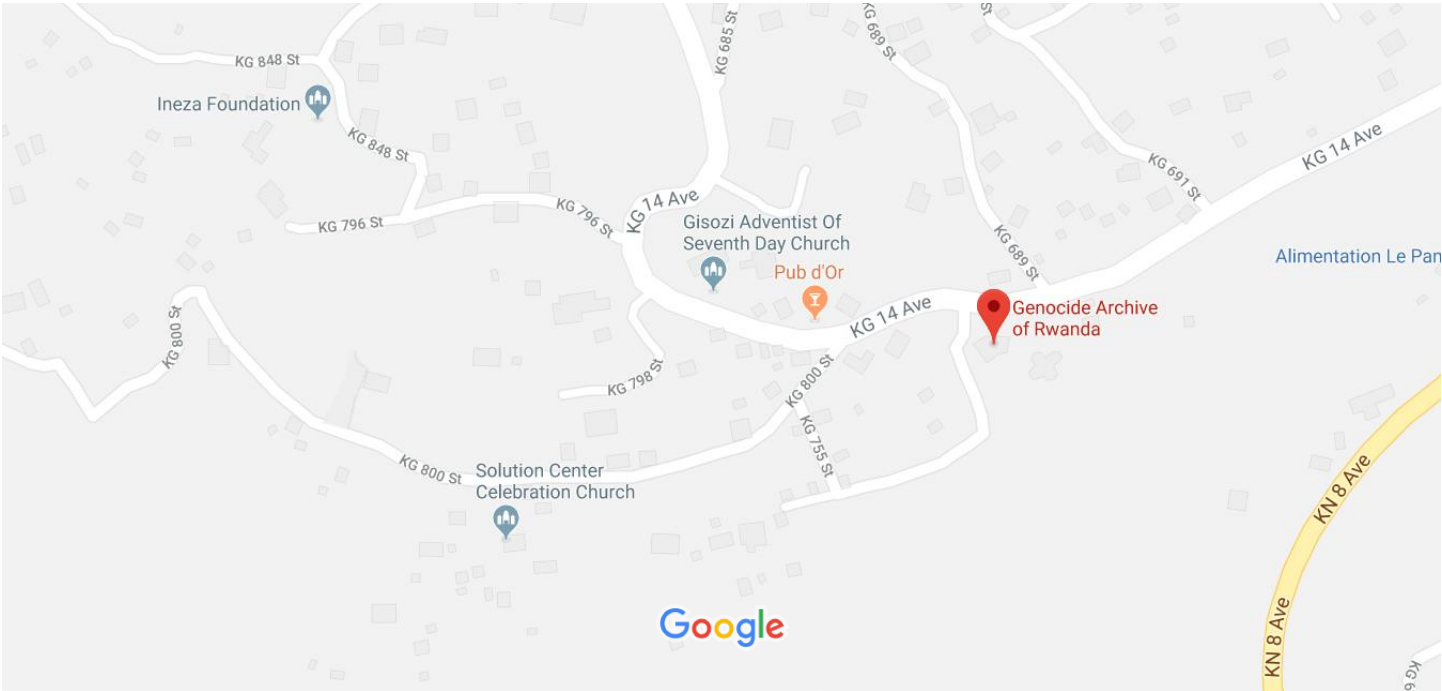 KG 685 St
KG 689 St
St
KG 848 St
Ineza Foundation
KG 848 St
KG 14 Ave
KG 691 St
KG 796 St
KG 796 St
KG 14 Ave
Gisozi Adventist Of
Seventh Day Church
KG 689 St
Pub d'Or
Alimentation Le Pan
KG 800 St
KG 14 Ave
Genocide Archive
of Rwanda
KG 798 St
KG 800 St
KG 755 St
KG 800 St
Solution Center
Celebration Church
KN 8 Ave
Google
KN 8 Ave
KG 6